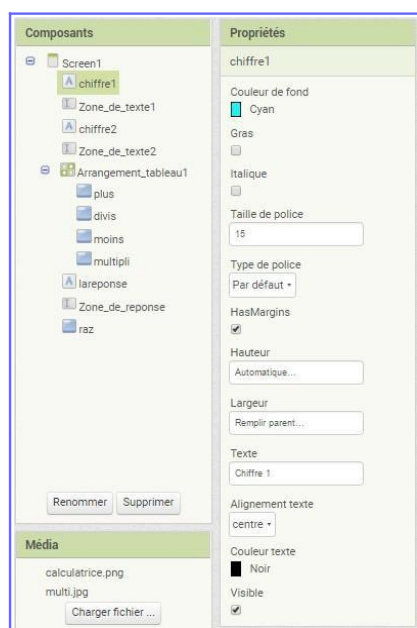 Composants
Screen1
A chiffre1
Zone_de_texte1
A chiffre2
Zone_de_texte2
Arrangement_tableau1
plus
divis
moins
multipli
A lareponse
Zone_de_reponse
raz
Renommer Supprimer
Média
calculatrice.png
multi.jpg
Charger fichier ...
Propriétés
chiffre1
Couleur de fond
Cyan
Gras
Italique
Taille de police
15
Type de police
Par défaut
HasMargins
Hauteur
Automatique...
Largeur
Remplir parent...
Texte
Chiffre 1
Alignement texte
centre
Couleur texte
Noir
Visible